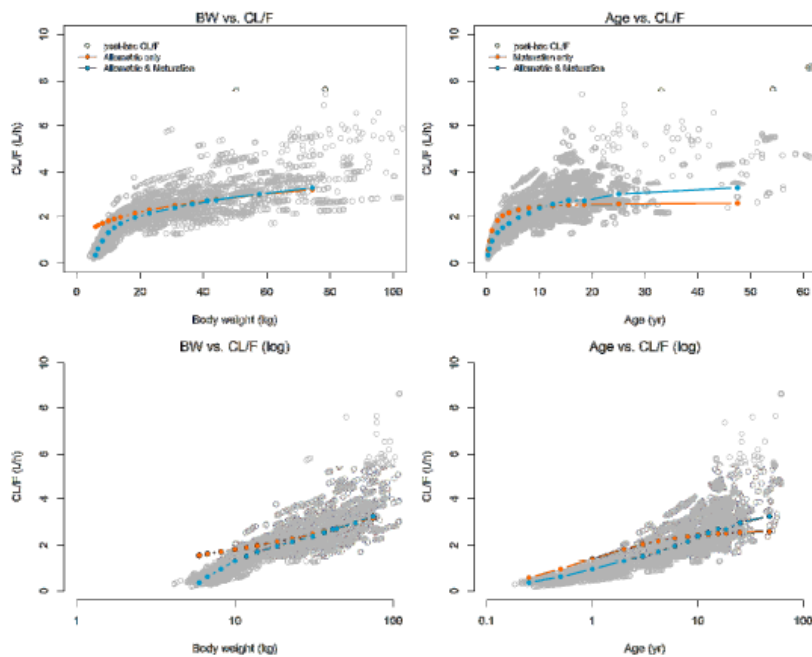 BW vs. CL/F
post-hoc CL/F
Allometric only
Allometric & Maturation
CL/F (L/h)
0 2 4 6 8 10
0 20 40 60 80 100
Body weight (kg)
Age vs. CL/F
post-hoc CL/F
Maturation only
Allometric & Maturation
CL/F (L/h)
0 2 4 6 8 10
0 10 20 30 40 50 60
Age (yr)
BW vs. CL/F (log)
CL/F (L/h)
0 2 4 6 8 10
1 10 100
Body weight (kg)
Age vs. CL/F (log)
CL/F (L/h)
0 2 4 6 8 10
0.1 1 10 100
Age (yr)